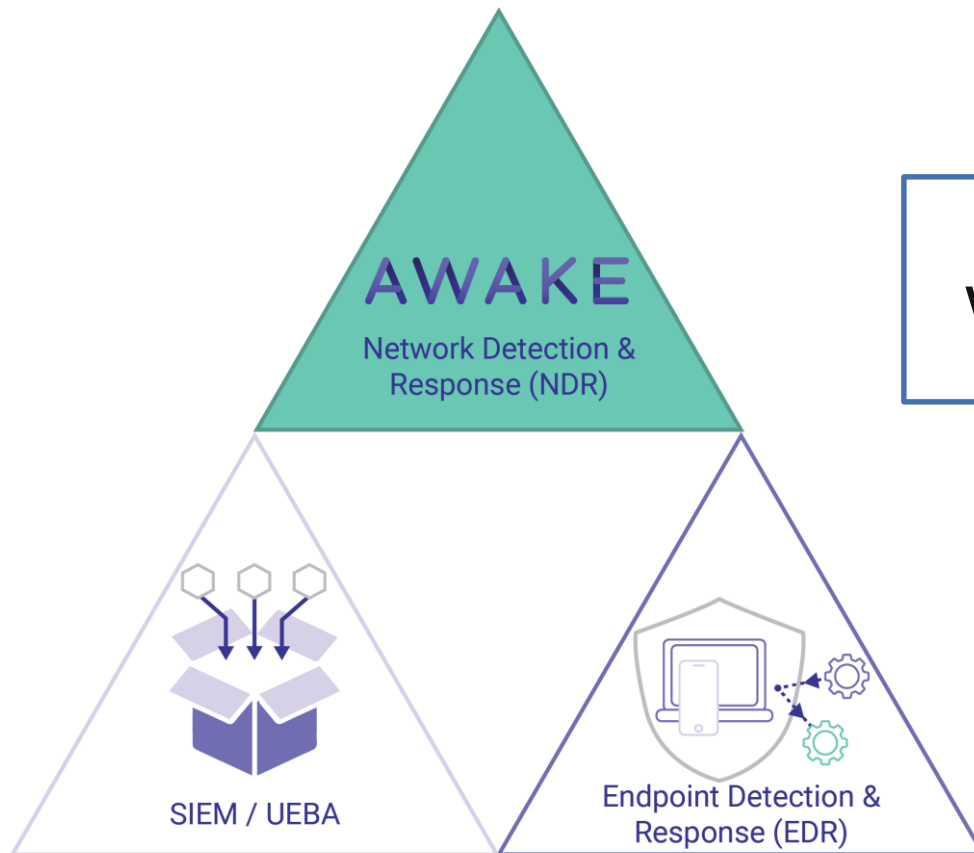 AWAKE
Network Detection &
Response (NDR)
SIEM / UEBA
Endpoint Detection &
Response (EDR)